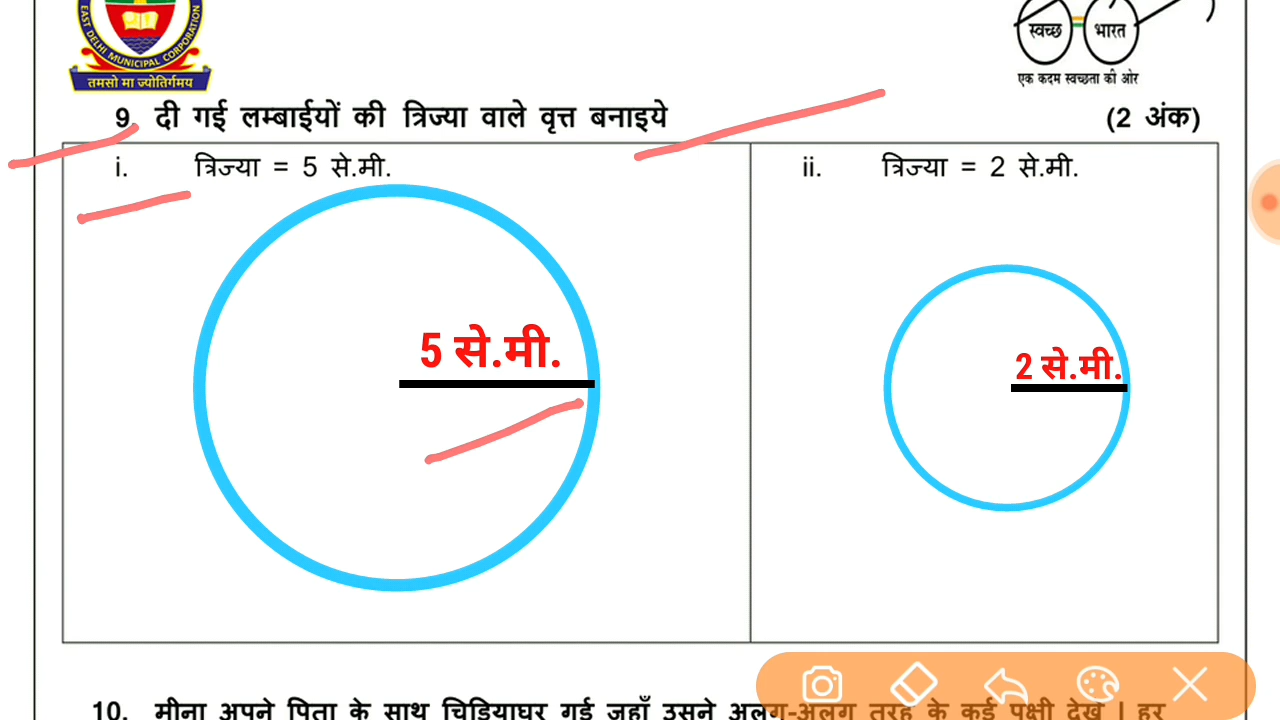 EAST DELHI MUNICIPAL CORPORATION
तमसो मा ज्योतिर्गमय
स्वच्छ भारत
एक कदम स्वच्छता की ओर
9. दी गई लम्बाईयों की त्रिज्या वाले वृत्त बनाइये (2 अंक)
i. त्रिज्या = 5 से.मी.
5 से.मी.
ii. त्रिज्या = 2 से.मी.
2 से.मी.
10. मीना अपने पिता के साथ चिड़ियाघर गई जहाँ उसने अलग-अलग तरह के कई पक्षी देखे | हर